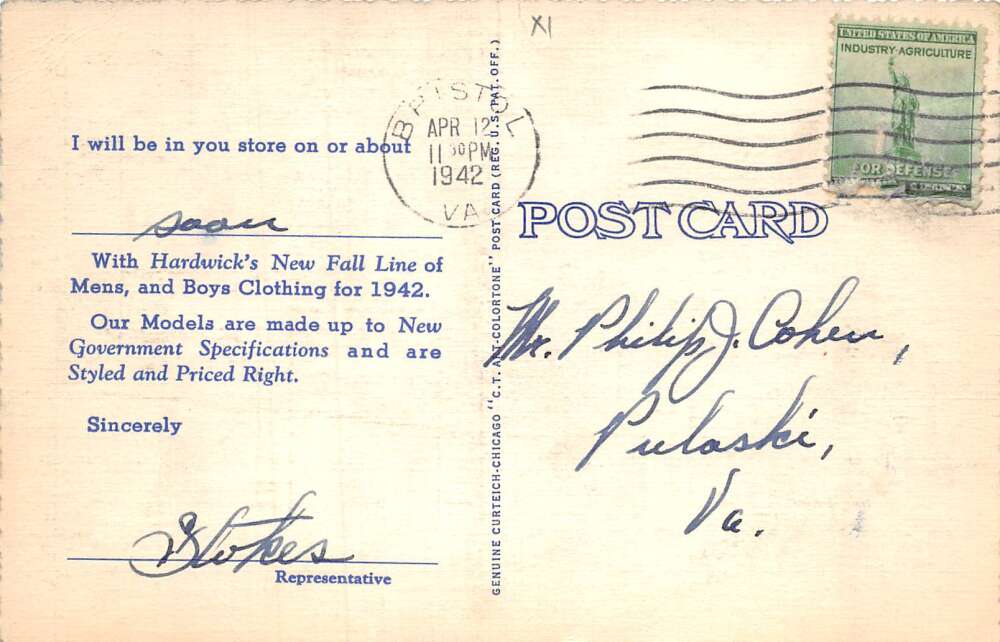 XI
I will be in you store on or about
soon
With Hardwick's New Fall Line of
Mens, and Boys Clothing for 1942.
Our Models are made up to New
Government Specifications and are
Styled and Priced Right.
Sincerely
Stokes
Representative
GENUINE CURTEICH-CHICAGO "C.T. ART-COLORTONE" POST CARD (REG. U.S. PAT. OFF.)
BRISTOL
APR 12
11 30 PM
1942
VA
UNITED STATES OF AMERICA
INDUSTRY-AGRICULTURE
FOR DEFENSE
POST CARD
Mr. Philip J. Cohen,
Pulaski,
Va.